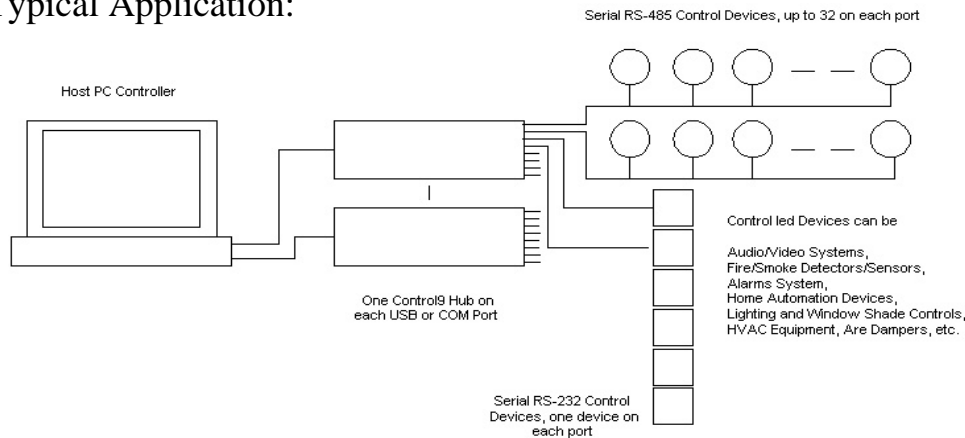 Typical Application:
Serial RS-485 Control Devices, up to 32 on each port
Host PC Controller
Control led Devices can be
Audio/Video Systems,
Fire/Smoke Detectors/Sensors,
Alarms System,
Home Automation Devices,
Lighting and Window Shade Controls,
HVAC Equipment, Are Dampers, etc.
One Control9 Hub on
each USB or COM Port
Serial RS-232 Control
Devices, one device on
each port